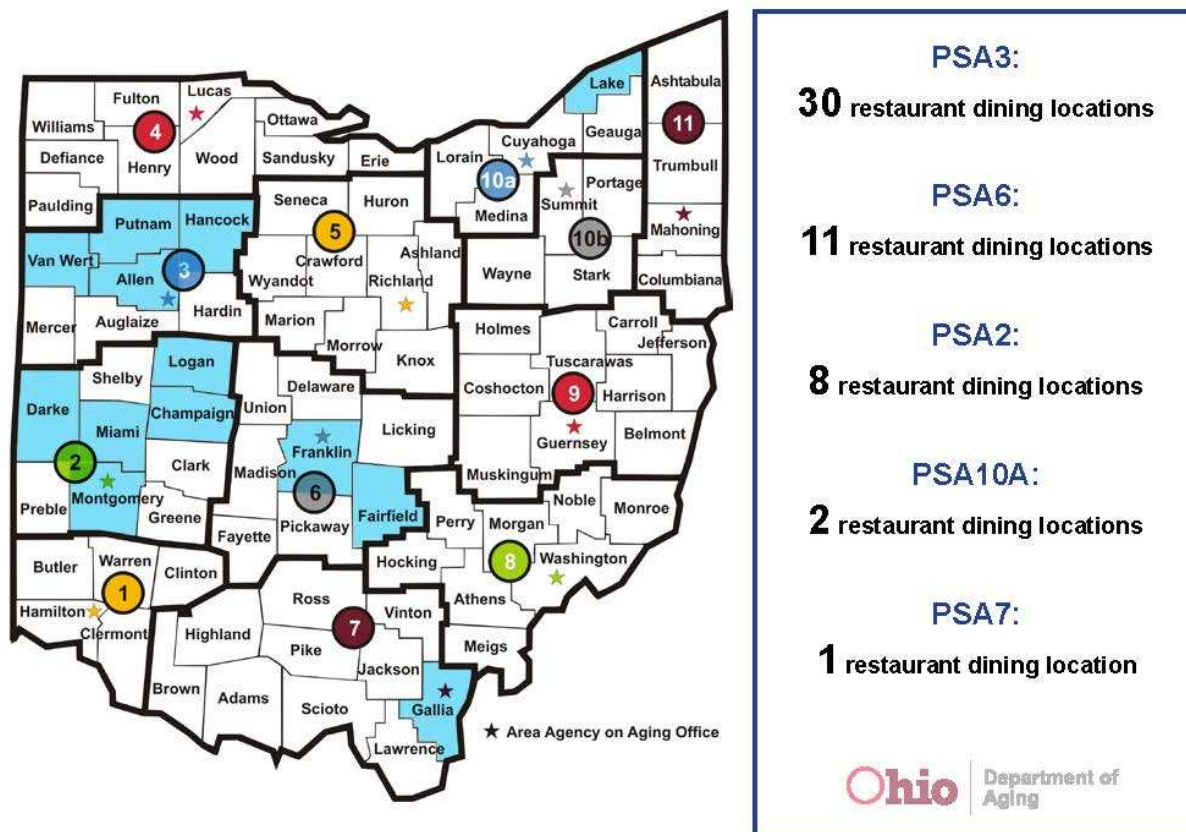 Lake
Ashtabula
Lucas
Fulton
Williams
4
Ottawa
Geauga
11
Cuyahoga
Defiance
Henry
Wood
Sandusky
Erie
Lorain
10a
Trumbull
Portage
Summit
Paulding
Seneca
Huron
Medina
Mahoning
Putnam
Hancock
5
10b
Crawford
Ashland
Van Wert
Allen
3
Wyandot
Richland
Wayne
Stark
Columbiana
Mercer
Auglaize
Hardin
Marion
Morrow
Knox
Holmes
Carroll
Jefferson
Tuscarawas
Logan
Shelby
Delaware
Union
Coshocton
9
Harrison
Darke
Champaign
Miami
Licking
Guernsey
Belmont
Franklin
2
Clark
Madison
Muskingum
Montgomery
6
Preble
Greene
Pickaway
Fairfield
Fayette
Perry
Morgan
Noble
Monroe
Butler
Warren
Clinton
Hocking
8
Washington
1
Hamilton
Clermont
Ross
Vinton
Athens
7
Highland
Pike
Jackson
Meigs
Brown
Adams
Scioto
Gallia
Lawrence
★ Area Agency on Aging Office
PSA3:
30 restaurant dining locations
PSA6:
11 restaurant dining locations
PSA2:
8 restaurant dining locations
PSA10A:
2 restaurant dining locations
PSA7:
1 restaurant dining location
Ohio
Department of
Aging